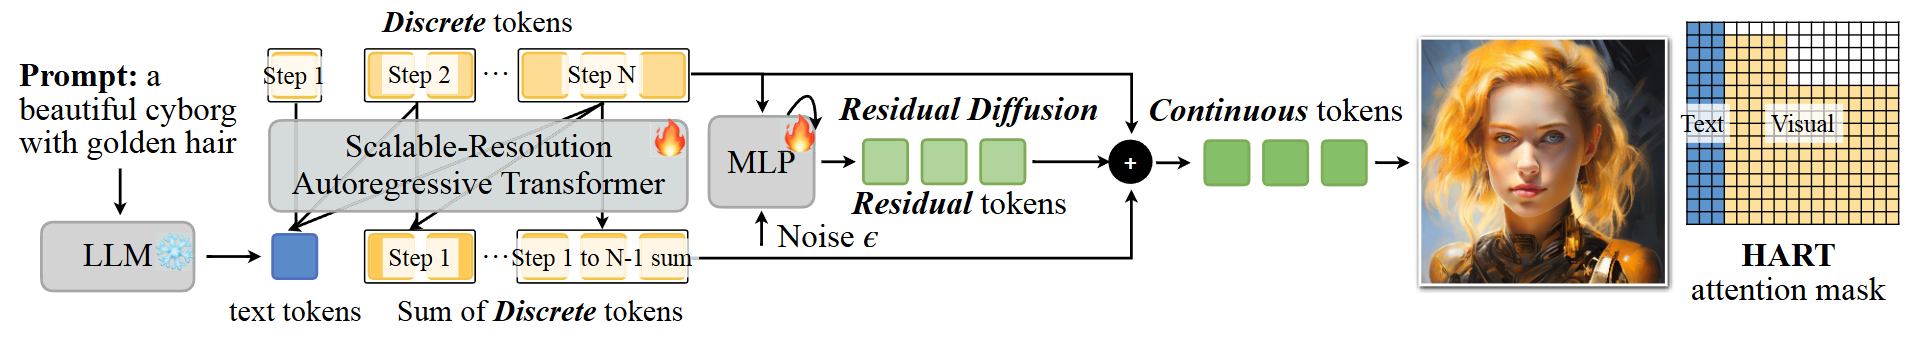 Prompt: a
beautiful cyborg
with golden hair
LLM
text tokens
Discrete tokens
Step 1
Step 2
...
Step N
Scalable-Resolution
Autoregressive Transformer
Step 1
...
Step 1 to N-1 sum
Sum of Discrete tokens
MLP
Noise ϵ
Residual Diffusion
Residual tokens
+
Continuous tokens
Text
Visual
HART
attention mask